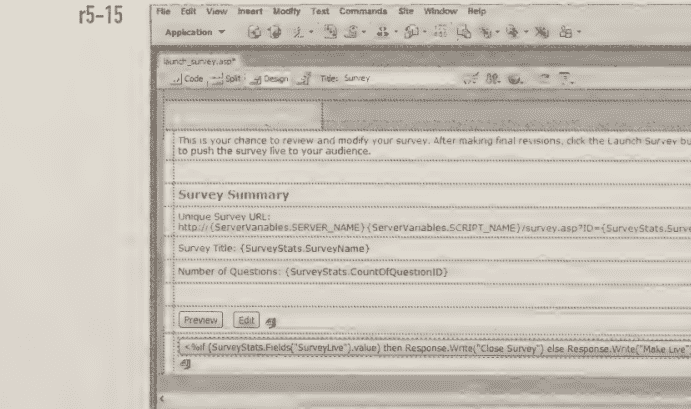 r5-15
File Edit View Insert Modify Text Commands Site Window Help
Application
launch_survey.asp*
Code Split Design Title: Survey
This is your chance to review and modify your survey. After making final revisions, click the Launch Survey bu
to push the survey live to your audience.
Survey Summary
Unique Survey URL:
http://{ServerVariables.SERVER_NAME}{ServerVariables.SCRIPT_NAME}/survey.asp?ID={SurveyStats.Surve
Survey Title: {SurveyStats.SurveyName}
Number of Questions: {SurveyStats.CountOfQuestionID}
Preview Edit
<%if (SurveyStats.Fields("SurveyLive").value) then Response.Write("Close Survey") else Response.Write("Make Live"